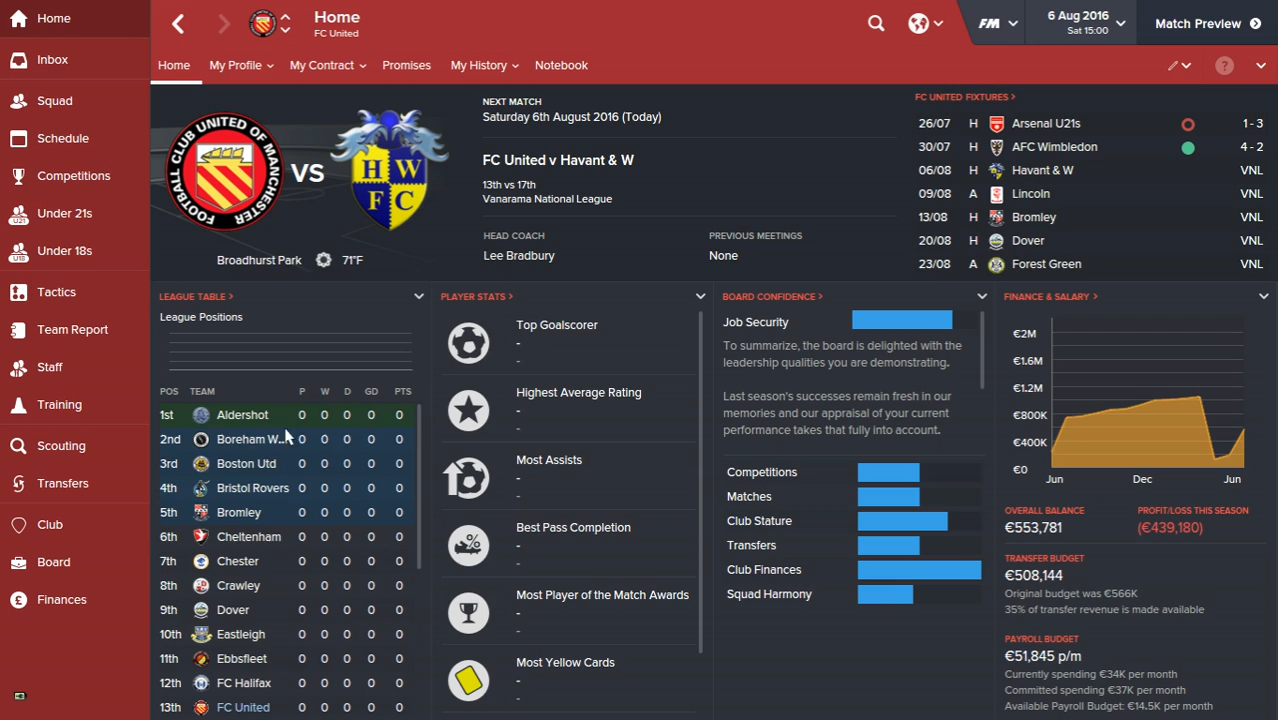 Home
Inbox
Squad
Schedule
Competitions
Under 21s
Under 18s
Tactics
Team Report
Staff
Training
Scouting
Transfers
Club
Board
Finances
Home
FC United
FM
6 Aug 2016
Sat 15:00
Match Preview
Home My Profile My Contract Promises My History Notebook
?
FOOTBALL CLUB UNITED OF MANCHESTER
VS
H W
F C
Broadhurst Park 71°F
NEXT MATCH
Saturday 6th August 2016 (Today)
FC United v Havant & W
13th vs 17th
Vanarama National League
HEAD COACH
Lee Bradbury
PREVIOUS MEETINGS
None
FC UNITED FIXTURES >
26/07 H Arsenal U21s 1 - 3
30/07 H AFC Wimbledon 4 - 2
06/08 H Havant & W VNL
09/08 A Lincoln VNL
13/08 H Bromley VNL
20/08 H Dover VNL
23/08 A Forest Green VNL
LEAGUE TABLE >
League Positions
POS TEAM P W D GD PTS
1st Aldershot 0 0 0 0 0
2nd Boreham W... 0 0 0 0 0
3rd Boston Utd 0 0 0 0 0
4th Bristol Rovers 0 0 0 0 0
5th Bromley 0 0 0 0 0
6th Cheltenham 0 0 0 0 0
7th Chester 0 0 0 0 0
8th Crawley 0 0 0 0 0
9th Dover 0 0 0 0 0
10th Eastleigh 0 0 0 0 0
11th Ebbsfleet 0 0 0 0 0
12th FC Halifax 0 0 0 0 0
13th FC United 0 0 0 0 0
PLAYER STATS >
Top Goalscorer
-
-
Highest Average Rating
-
-
Most Assists
-
-
Best Pass Completion
-
-
Most Player of the Match Awards
-
-
Most Yellow Cards
-
-
BOARD CONFIDENCE >
Job Security
To summarize, the board is delighted with the
leadership qualities you are demonstrating.
Last season's successes remain fresh in our
memories and our appraisal of your current
performance takes that fully into account.
Competitions
Matches
Club Stature
Transfers
Club Finances
Squad Harmony
FINANCE & SALARY >
€2M
€1.6M
€1.2M
€800K
€400K
€0
Jun Dec Jun
OVERALL BALANCE
€553,781
PROFIT/LOSS THIS SEASON
(€439,180)
TRANSFER BUDGET
€508,144
Original budget was €566K
35% of transfer revenue is made available
PAYROLL BUDGET
€51,845 p/m
Currently spending €34K per month
Committed spending €37K per month
Available Payroll Budget: €14.5K per month